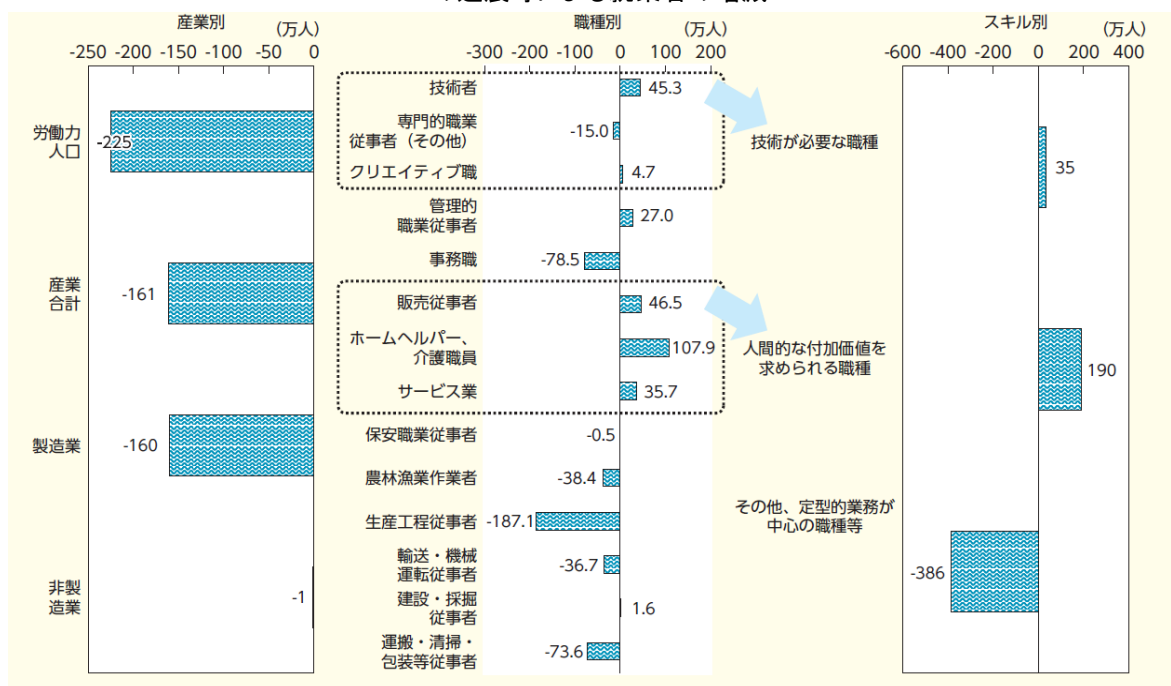 産業別
(万人)
-250 -200 -150 -100 -50 0
労働力
人口
-225
産業
合計
-161
製造業
-160
非製
造業
-1
職種別
(万人)
-300 -200 -100 0 100 200
技術者
45.3
専門的職業
従事者（その他）
-15.0
クリエイティブ職
4.7
管理的
職業従事者
27.0
事務職
-78.5
販売従事者
46.5
ホームヘルパー、
介護職員
107.9
サービス業
35.7
保安職業従事者
-0.5
農林漁業作業者
-38.4
生産工程従事者
-187.1
輸送・機械
運転従事者
-36.7
建設・採掘
従事者
1.6
運搬・清掃・
包装等従事者
-73.6
スキル別
(万人)
-600 -400 -200 0 200 400
技術が必要な職種
35
人間的な付加価値を
求められる職種
190
その他、定型的業務が
中心の職種等
-386